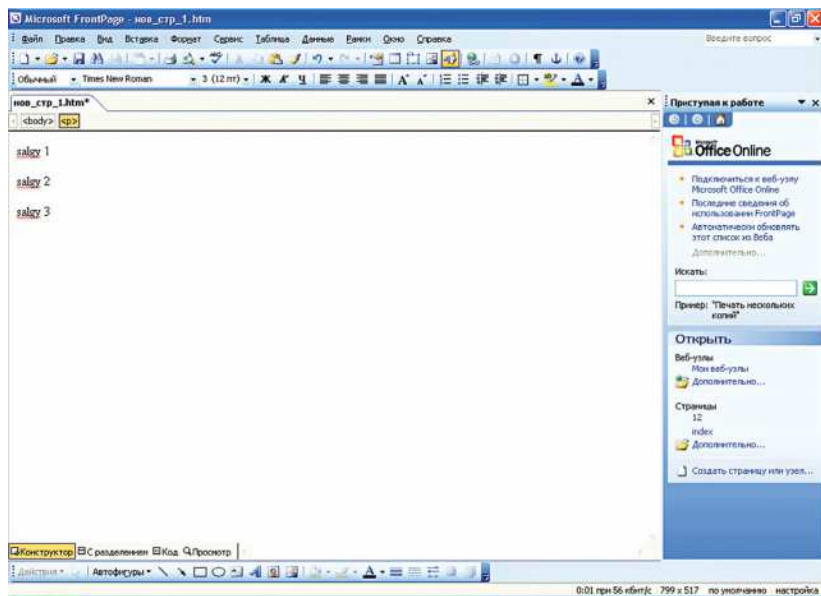 Microsoft FrontPage - нов_стр_1.htm
Файл Правка Вид Вставка Формат Сервис Таблица Данные Рамки Окно Справка
Введите вопрос
Обычный Times New Roman 3 (12 пт) Ж К Ч
нов_стр_1.htm*
<body> <p>
salgy 1
salgy 2
salgy 3
Приступая к работе
Microsoft
Office Online
Подключиться к веб-узлу
Microsoft Office Online
Последние сведения об
использовании FrontPage
Автоматически обновлять
этот список из Веба
Дополнительно...
Искать:
Пример: "Печать нескольких
копий"
Открыть
Веб-узлы
Мои веб-узлы
Дополнительно...
Страницы
12
index
Дополнительно...
Создать страницу или узел...
Конструктор С разделением Код Просмотр
Действия Автофигуры
0:01 при 56 кбит/с 799 x 517 по умолчанию настройка